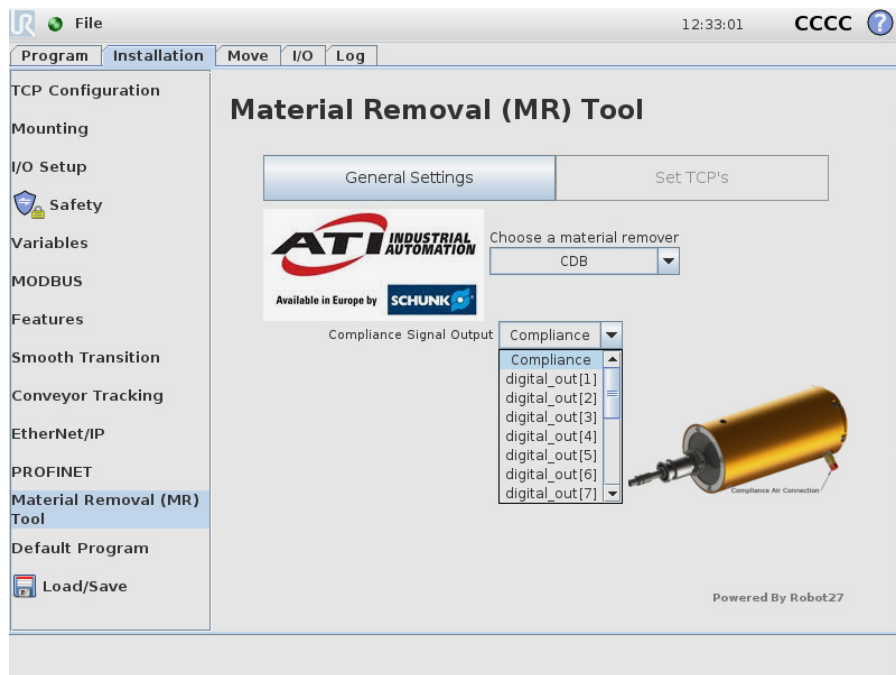 UR
File
12:33:01
CCCC
?
Program
Installation
Move
I/O
Log
TCP Configuration
Mounting
I/O Setup
Safety
Variables
MODBUS
Features
Smooth Transition
Conveyor Tracking
EtherNet/IP
PROFINET
Material Removal (MR)
Tool
Default Program
Load/Save
Material Removal (MR) Tool
General Settings
Set TCP's
ATI INDUSTRIAL
AUTOMATION
Available in Europe by SCHUNK
Choose a material remover
CDB
Compliance Signal Output
Compliance
Compliance
digital_out[1]
digital_out[2]
digital_out[3]
digital_out[4]
digital_out[5]
digital_out[6]
digital_out[7]
Compliance Air Connection
Powered By Robot27